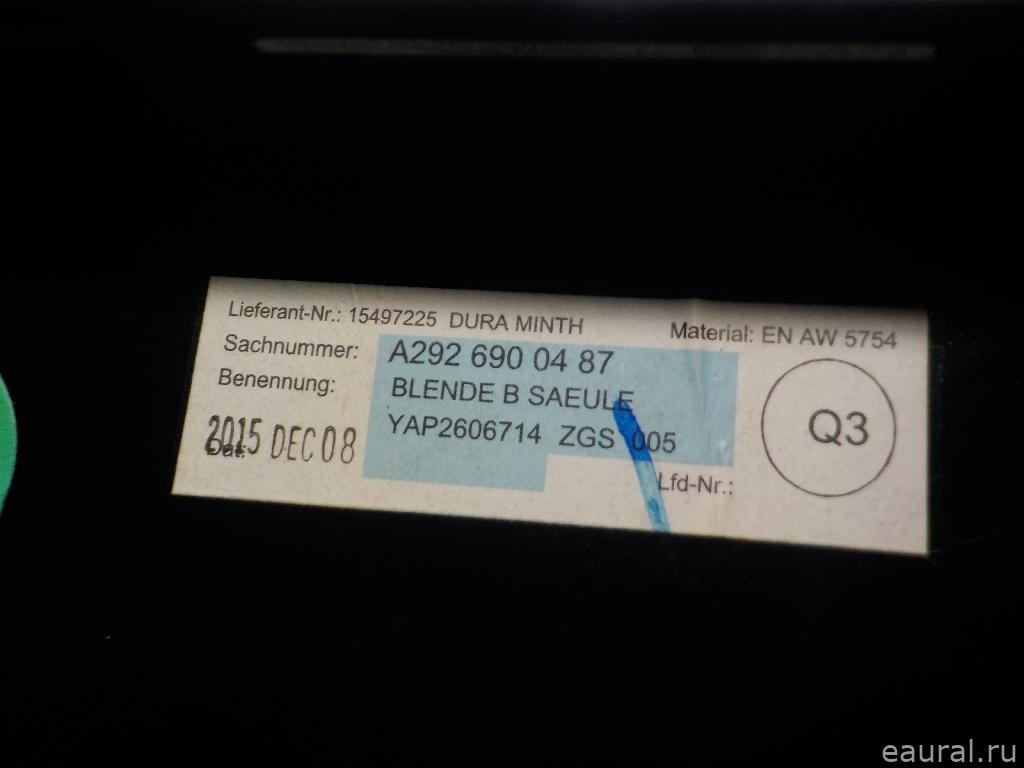 Lieferant-Nr.: 15497225 DURA MINTH
Material: EN AW 5754
Sachnummer: A292 690 04 87
Benennung: BLENDE B SAEULE
YAP2606714 ZGS 005
Dat: 2015 DEC 08
Q3
Lfd-Nr.:
eaural.ru